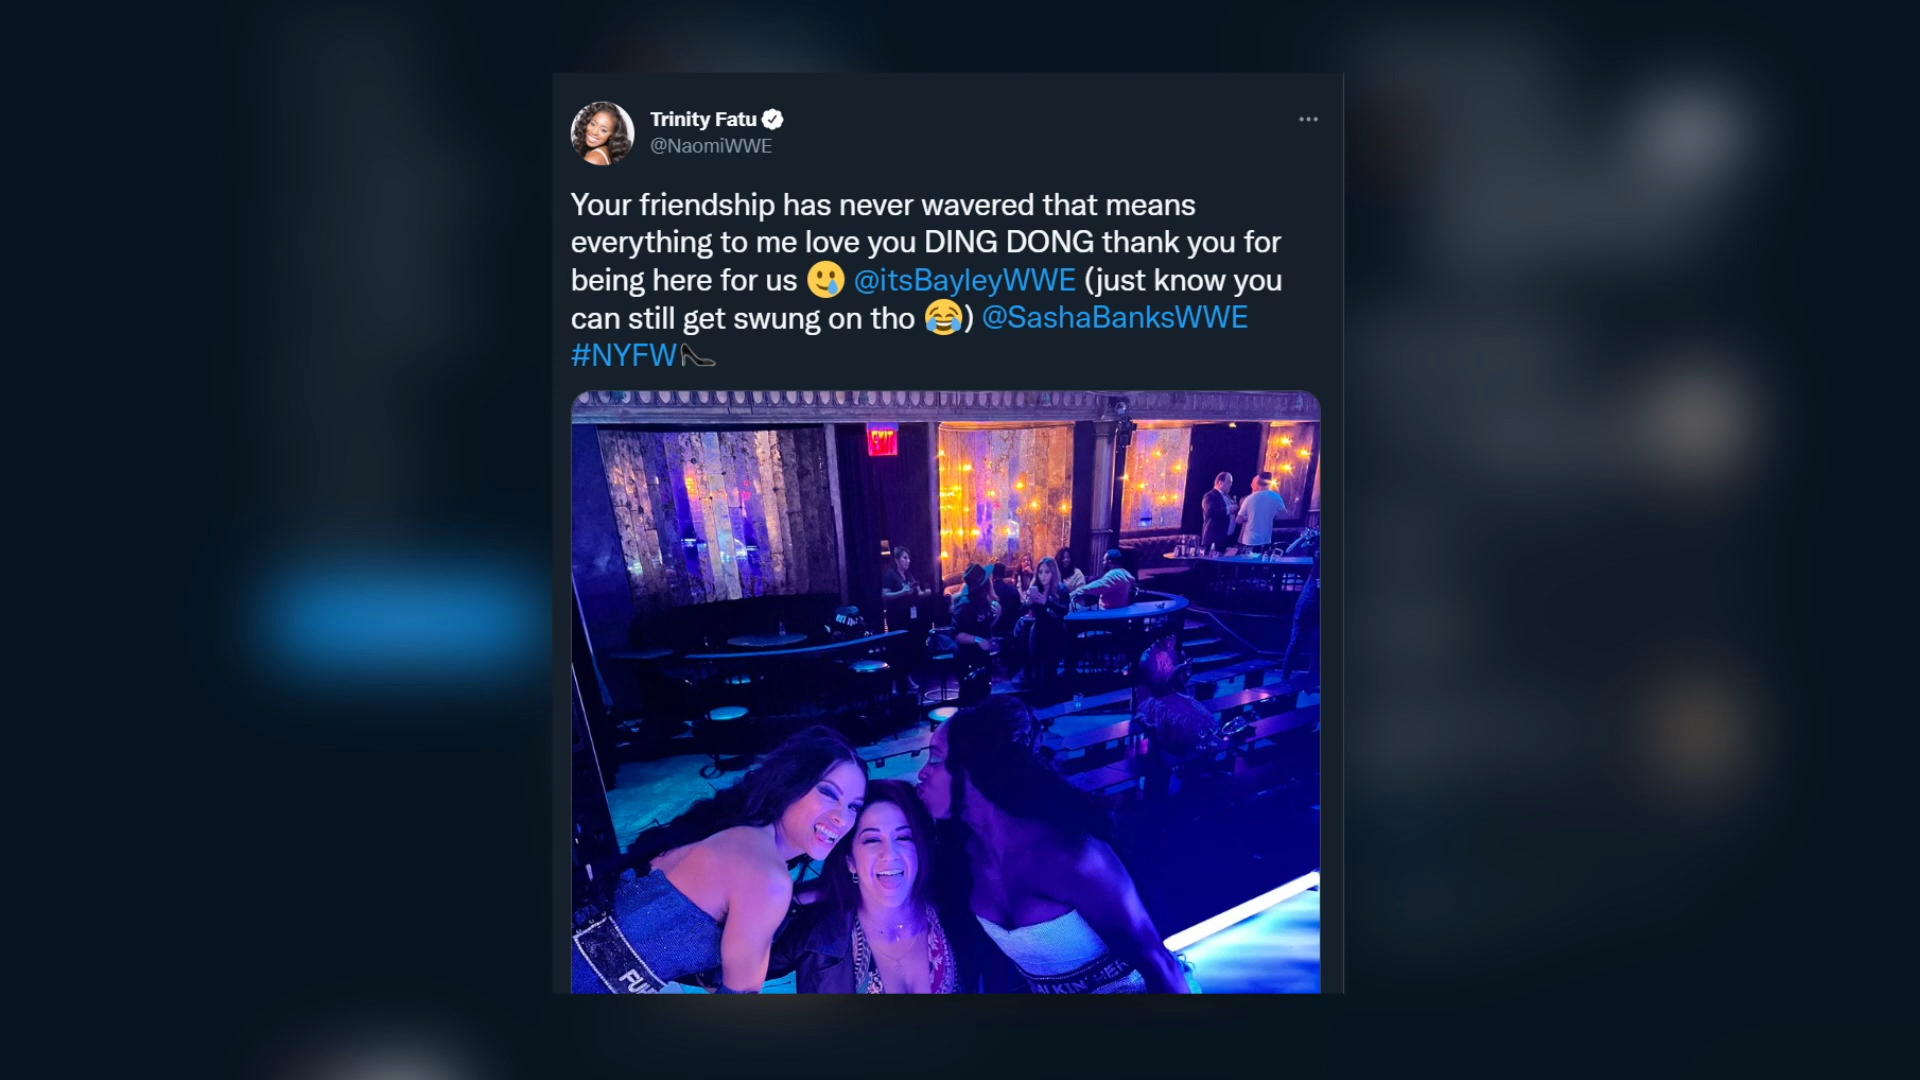 Trinity Fatu
@NaomiWWE
Your friendship has never wavered that means
everything to me love you DING DONG thank you for
being here for us 🥲 @itsBayleyWWE (just know you
can still get swung on tho 😂) @SashaBanksWWE
#NYFW👠